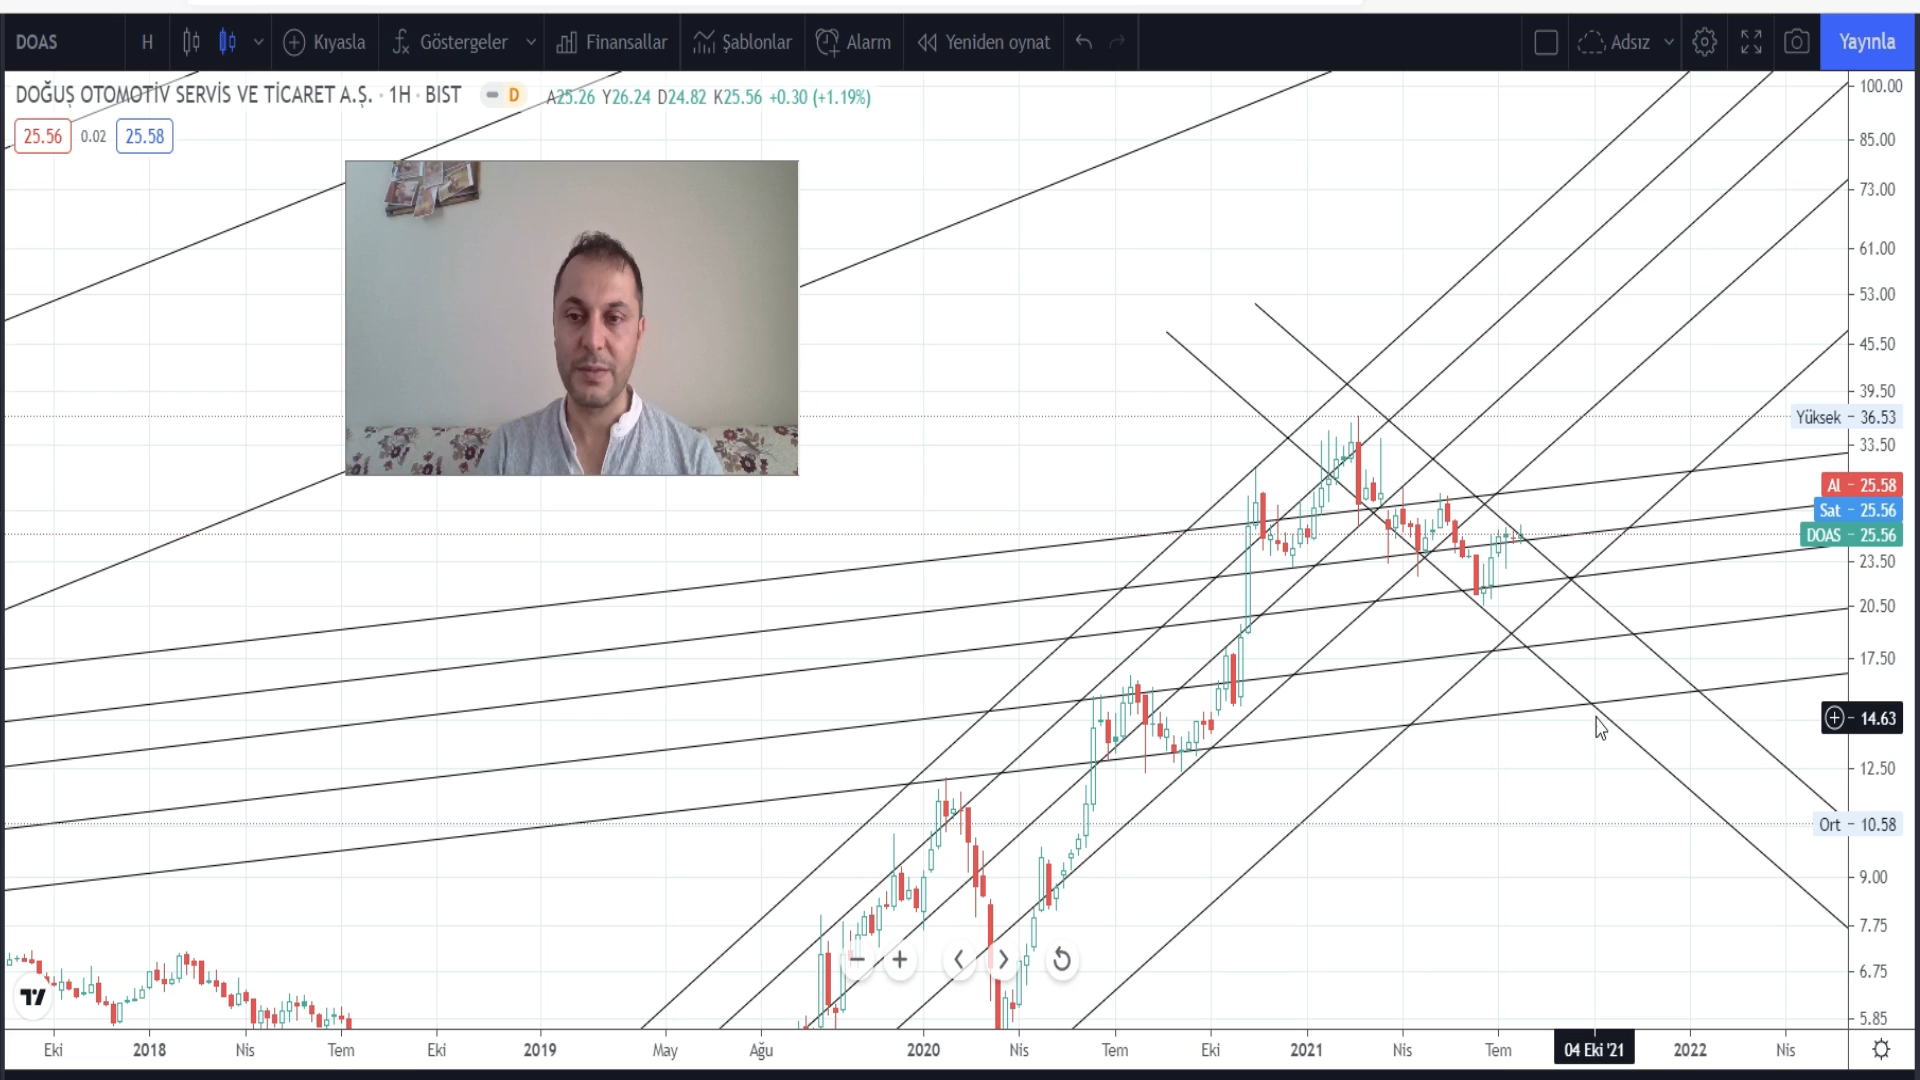 DOAS H Kıyasla Göstergeler Finansallar Şablonlar Alarm Yeniden oynat Adsız Yayınla
DOĞUŞ OTOMOTİV SERVİS VE TİCARET A.Ş. · 1H · BIST D A25.26 Y26.24 D24.82 K25.56 +0.30 (+1.19%)
25.56 0.02 25.58
100.00
85.00
73.00
61.00
53.00
45.50
39.50
Yüksek 36.53
33.50
Al 25.58
Sat 25.56
DOAS 25.56
23.50
20.50
17.50
14.63
12.50
Ort 10.58
9.00
7.75
6.75
5.85
Eki 2018 Nis Tem Eki 2019 May Ağu 2020 Nis Tem Eki 2021 Nis Tem 04 Eki '21 2022 Nis